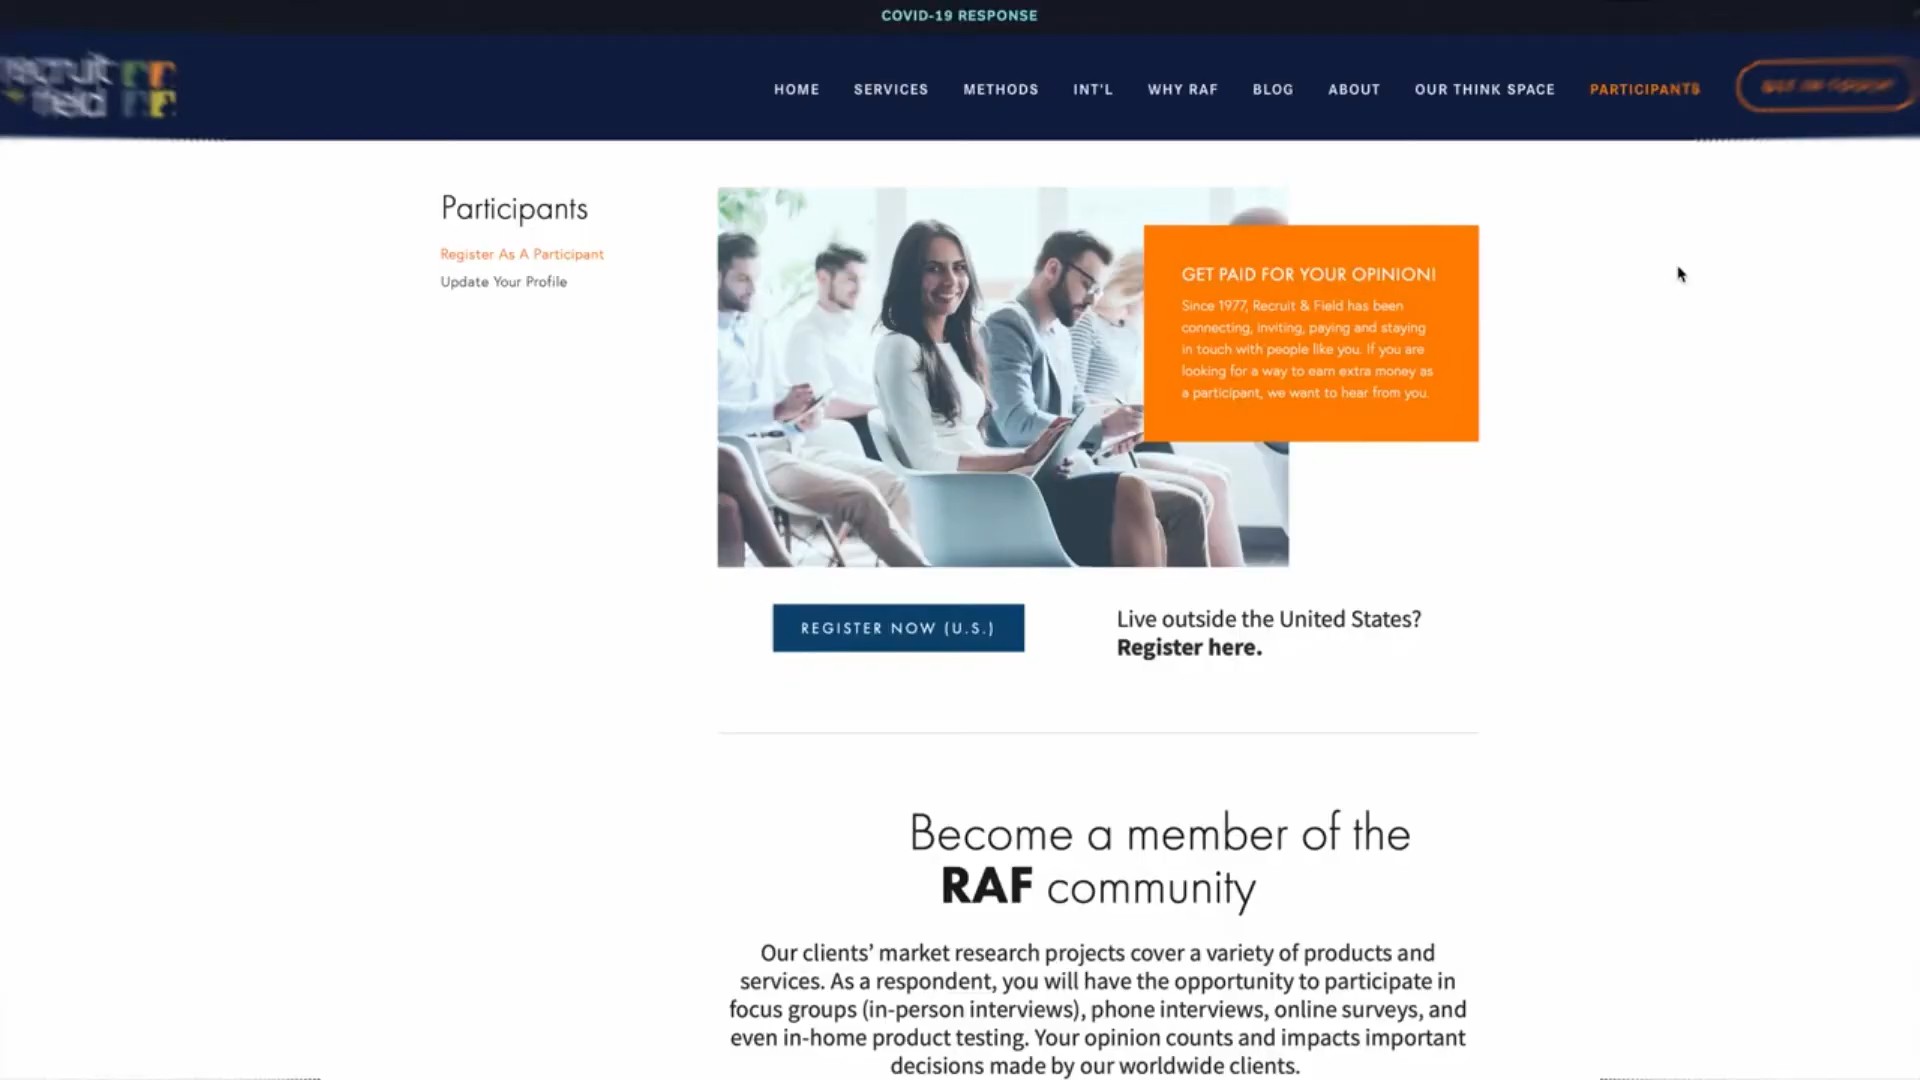 COVID-19 RESPONSE
recruit
field
HOME SERVICES METHODS INT'L WHY RAF BLOG ABOUT OUR THINK SPACE PARTICIPANTS
Participants
Register As A Participant
Update Your Profile
GET PAID FOR YOUR OPINION!
Since 1977, Recruit & Field has been
connecting, inviting, paying and staying
in touch with people like you. If you are
looking for a way to earn extra money as
a participant, we want to hear from you.
REGISTER NOW (U.S.)
Live outside the United States?
Register here.
Become a member of the
RAF community
Our clients’ market research projects cover a variety of products and
services. As a respondent, you will have the opportunity to participate in
focus groups (in-person interviews), phone interviews, online surveys, and
even in-home product testing. Your opinion counts and impacts important
decisions made by our worldwide clients.